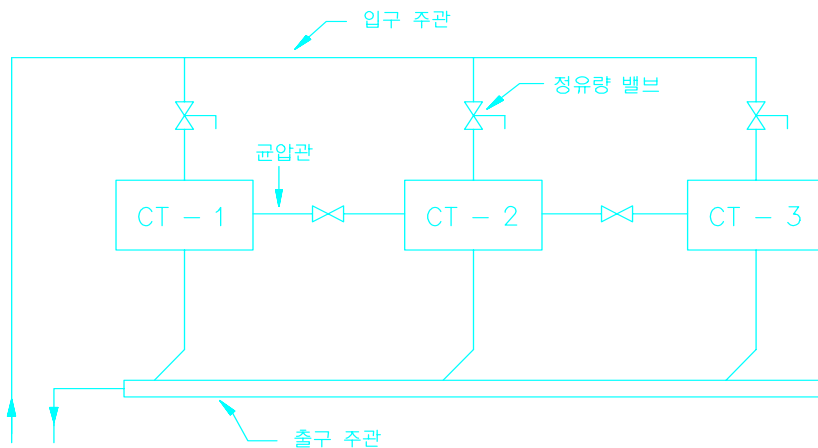 입구 주관
정유량 밸브
균압관
CT - 1
CT - 2
CT - 3
출구 주관